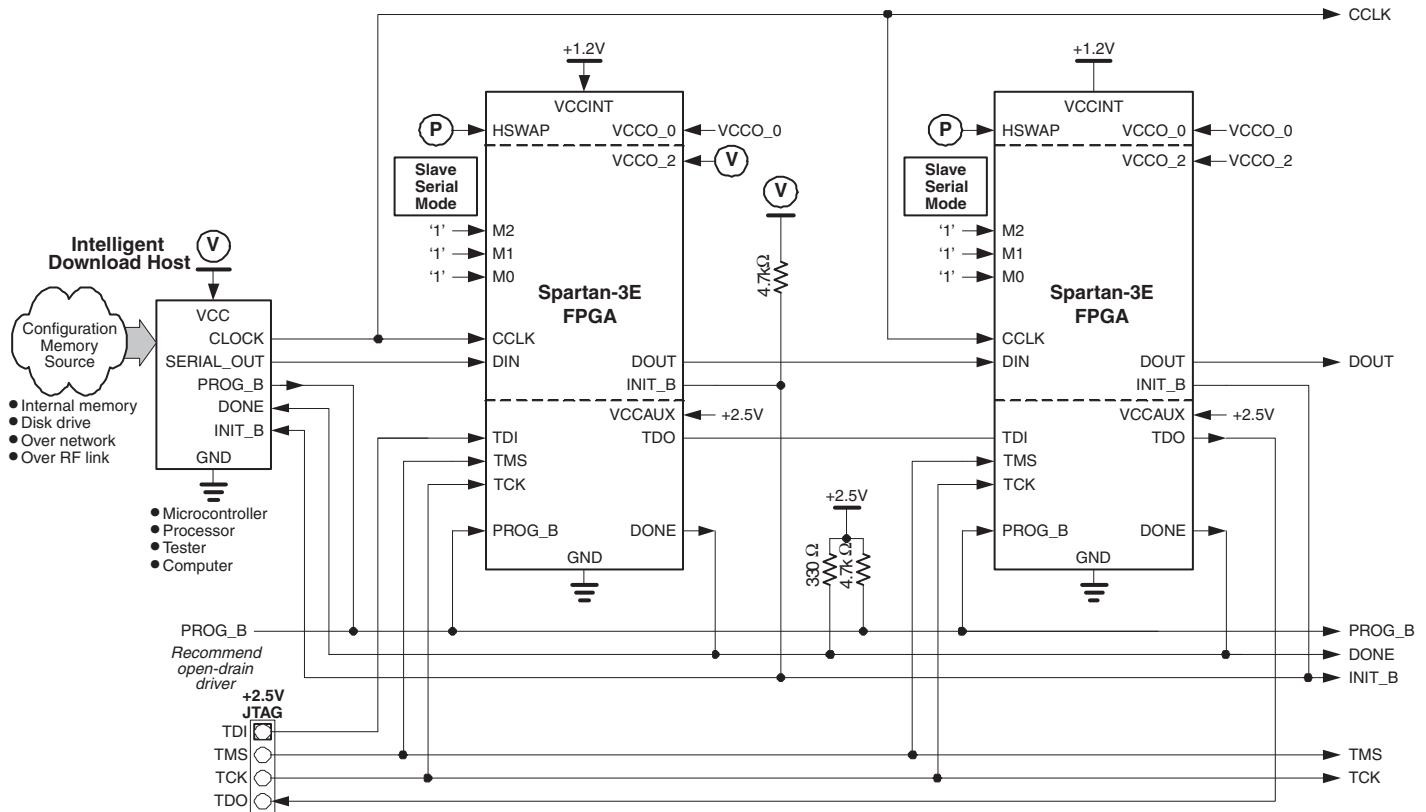 CCLK
+1.2V
+1.2V
VCCINT
VCCINT
P
HSWAP
VCCO_0
VCCO_0
P
HSWAP
VCCO_0
VCCO_0
VCCO_2
V
VCCO_2
VCCO_2
Slave
Serial
Mode
V
Slave
Serial
Mode
'1'
M2
'1'
M2
Intelligent
Download Host
V
'1'
M1
'1'
M1
'1'
M0
4.7kΩ
'1'
M0
Spartan-3E
FPGA
Spartan-3E
FPGA
VCC
Configuration
Memory
Source
CLOCK
CCLK
CCLK
SERIAL_OUT
DIN
DOUT
DIN
DOUT
DOUT
PROG_B
INIT_B
INIT_B
● Internal memory
● Disk drive
● Over network
● Over RF link
DONE
VCCAUX
+2.5V
VCCAUX
+2.5V
INIT_B
TDI
TDO
TDI
TDO
GND
TMS
TMS
TCK
TCK
● Microcontroller
● Processor
● Tester
● Computer
+2.5V
PROG_B
DONE
PROG_B
DONE
330 Ω
4.7k Ω
GND
GND
PROG_B
PROG_B
Recommend
open-drain
driver
DONE
INIT_B
+2.5V
JTAG
TDI
TMS
TMS
TCK
TCK
TDO